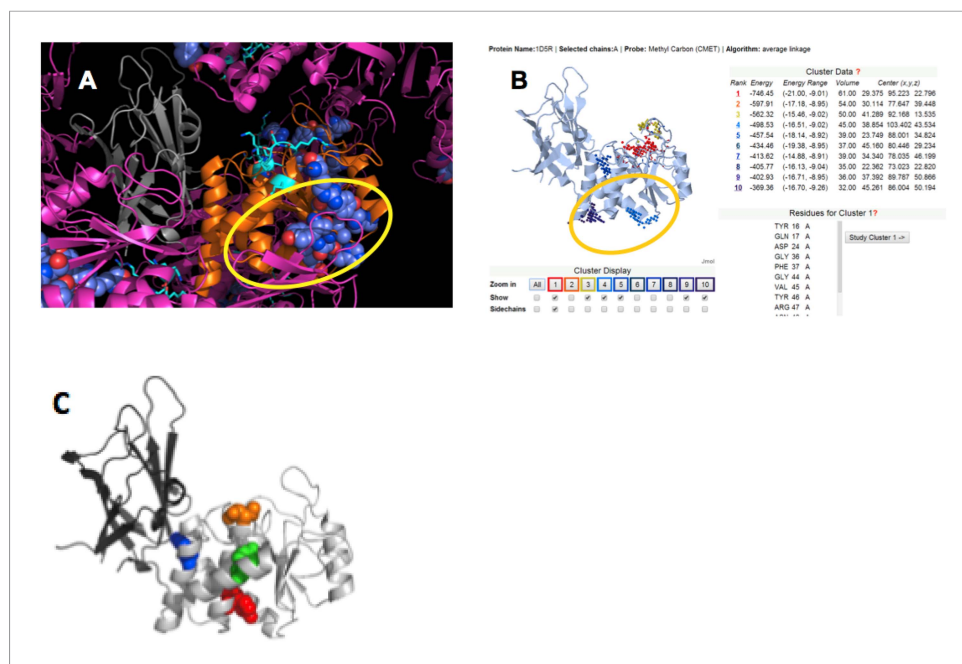 A
B
Protein Name:1D5R | Selected chains:A | Probe: Methyl Carbon (CMET) | Algorithm: average linkage
Cluster Data ?
Rank Energy Energy Range Volume Center (x,y,z)
1 -746.45 (-21.00, -9.01) 61.00 29.375 95.223 22.796
2 -597.91 (-17.18, -8.95) 54.00 30.114 77.647 39.448
3 -562.32 (-15.46, -9.02) 50.00 41.289 92.168 13.535
4 -498.53 (-16.51, -9.02) 45.00 38.854 103.402 43.534
5 -457.54 (-18.14, -8.92) 39.00 23.749 88.001 34.824
6 -434.46 (-19.38, -8.95) 37.00 45.160 80.446 29.234
7 -413.62 (-14.88, -8.91) 39.00 34.340 78.035 46.199
8 -405.77 (-16.13, -9.04) 35.00 22.362 73.023 22.820
9 -402.93 (-16.71, -8.95) 36.00 37.392 89.787 50.866
10 -369.36 (-16.70, -9.26) 32.00 45.261 86.004 50.194
Residues for Cluster 1?
TYR 16 A
GLN 17 A
ASP 24 A
GLY 36 A
PHE 37 A
GLY 44 A
VAL 45 A
TYR 46 A
ARG 47 A
Study Cluster 1 ->
Jmol
Cluster Display
Zoom in All 1 2 3 4 5 6 7 8 9 10
Show
Sidechains
C